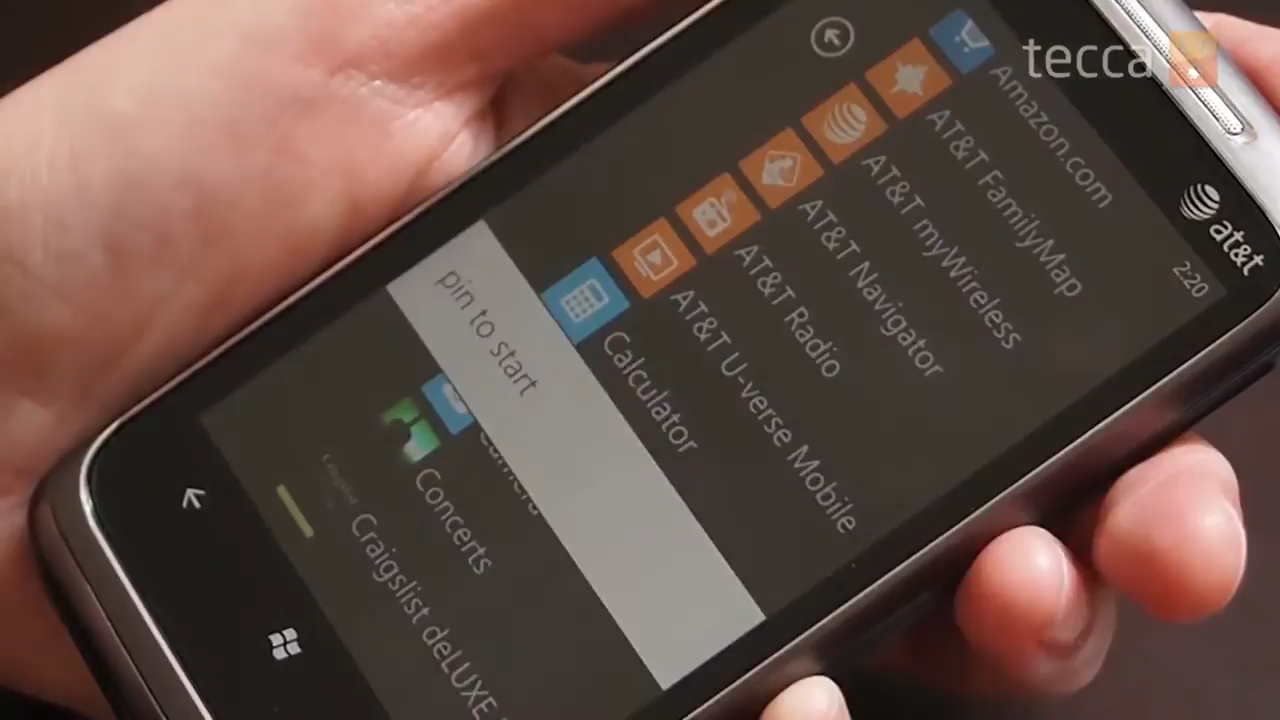 tecca
at&t
2:20
Amazon.com
AT&T FamilyMap
AT&T myWireless
AT&T Navigator
AT&T Radio
AT&T U-verse Mobile
Calculator
pin to start
Concerts
Craigslist deLUXE